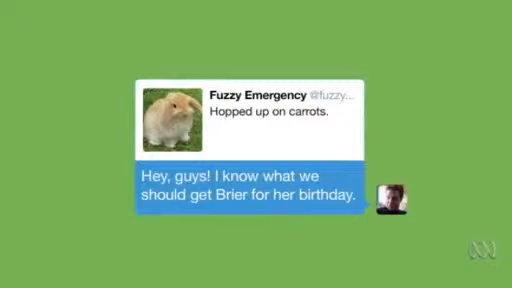 Fuzzy Emergency @fuzzy...
Hopped up on carrots.
Hey, guys! I know what we
should get Brier for her birthday.